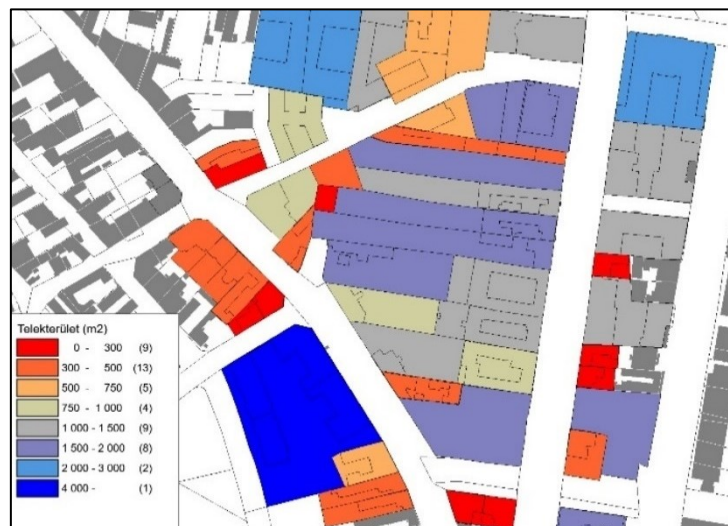 Telekterület (m2)
0 - 300 (9)
300 - 500 (13)
500 - 750 (5)
750 - 1 000 (4)
1 000 - 1 500 (9)
1 500 - 2 000 (8)
2 000 - 3 000 (2)
4 000 - (1)